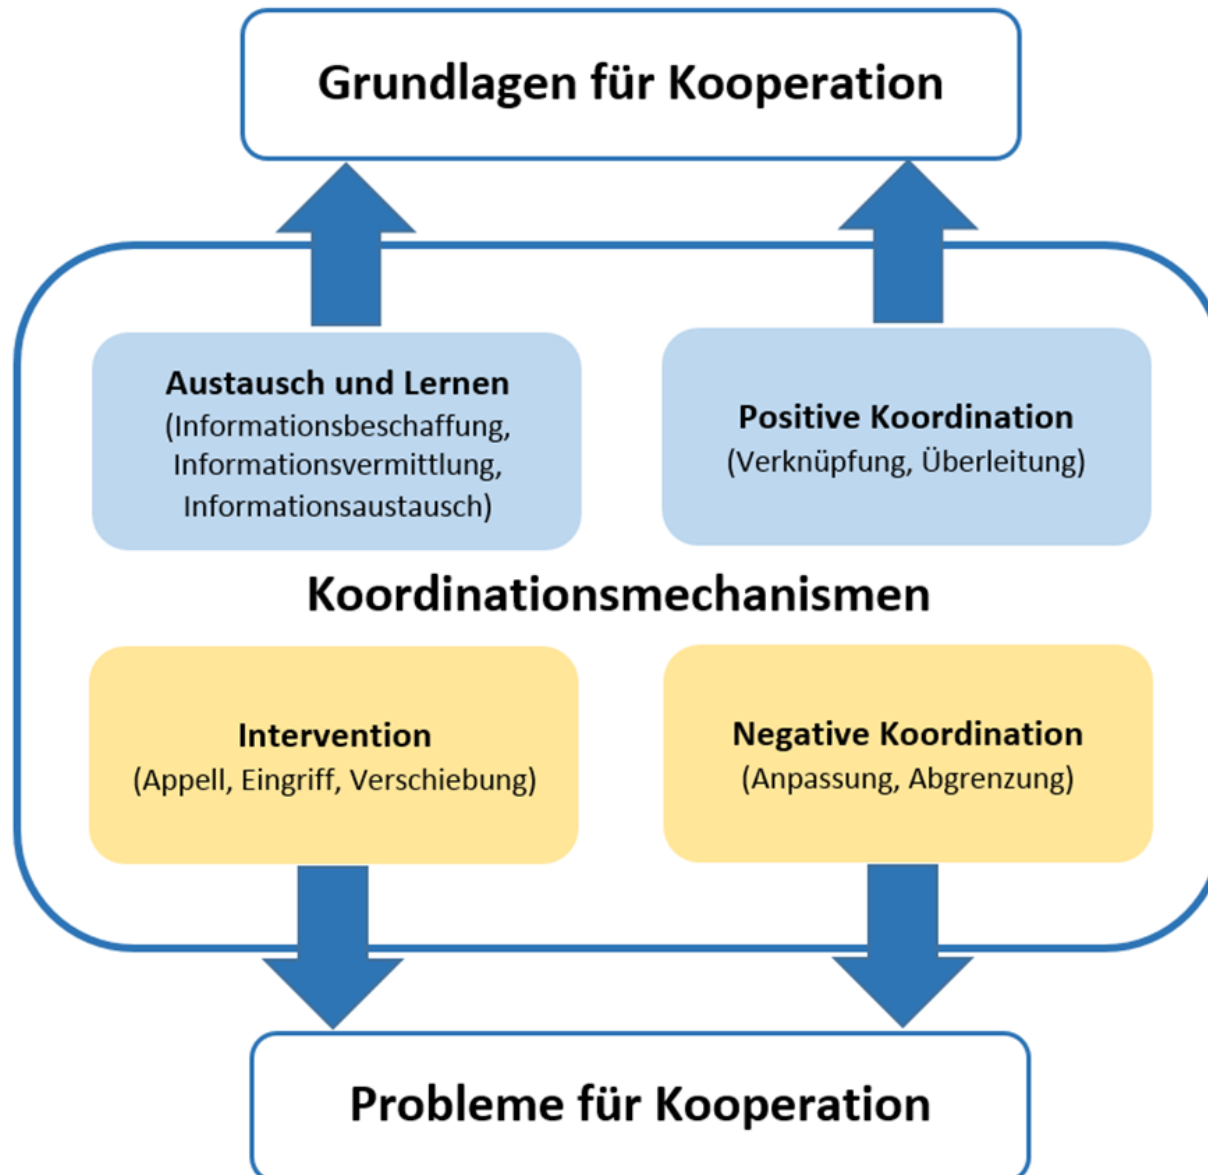 Grundlagen für Kooperation
Austausch und Lernen
(Informationsbeschaffung,
Informationsvermittlung,
Informationsaustausch)
Positive Koordination
(Verknüpfung, Überleitung)
Koordinationsmechanismen
Intervention
(Appell, Eingriff, Verschiebung)
Negative Koordination
(Anpassung, Abgrenzung)
Probleme für Kooperation